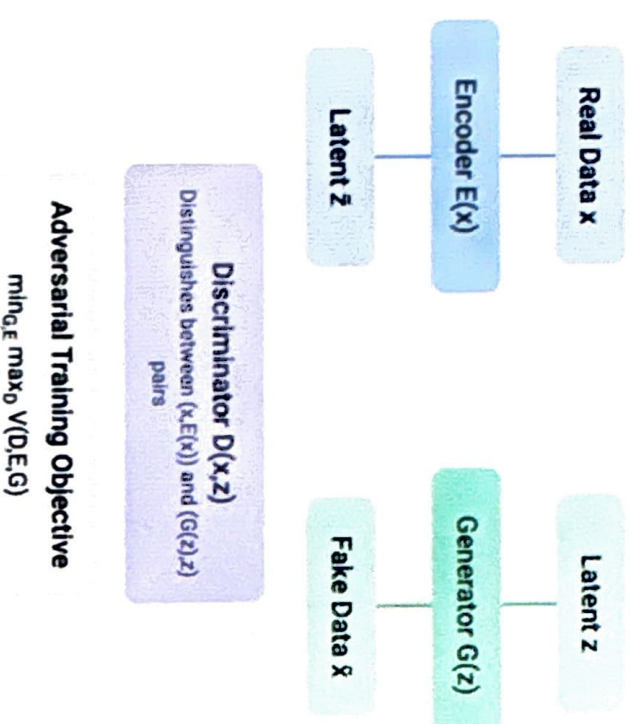 Real Data x
Encoder E(x)
Latent z̃
Latent z
Generator G(z)
Fake Data x̃
Discriminator D(x,z)
Distinguishes between (x,E(x)) and (G(z),z)
pairs
Adversarial Training Objective
min_G,E max_D V(D,E,G)